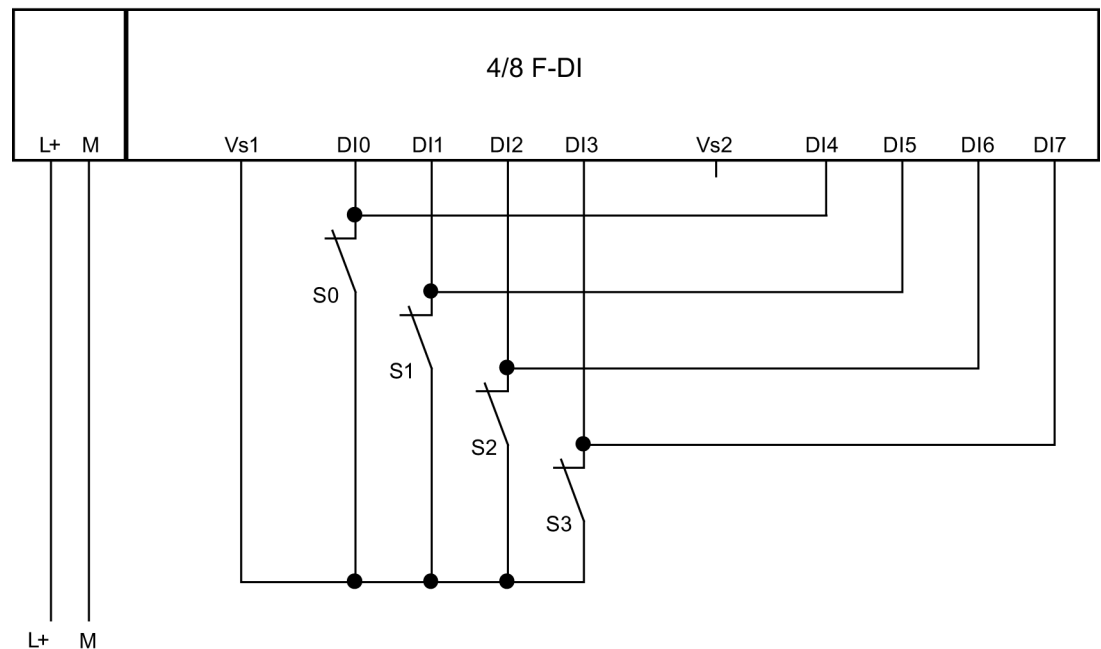 4/8 F-DI
L+ M Vs1 DI0 DI1 DI2 DI3 Vs2 DI4 DI5 DI6 DI7
S0
S1
S2
S3
L+ M